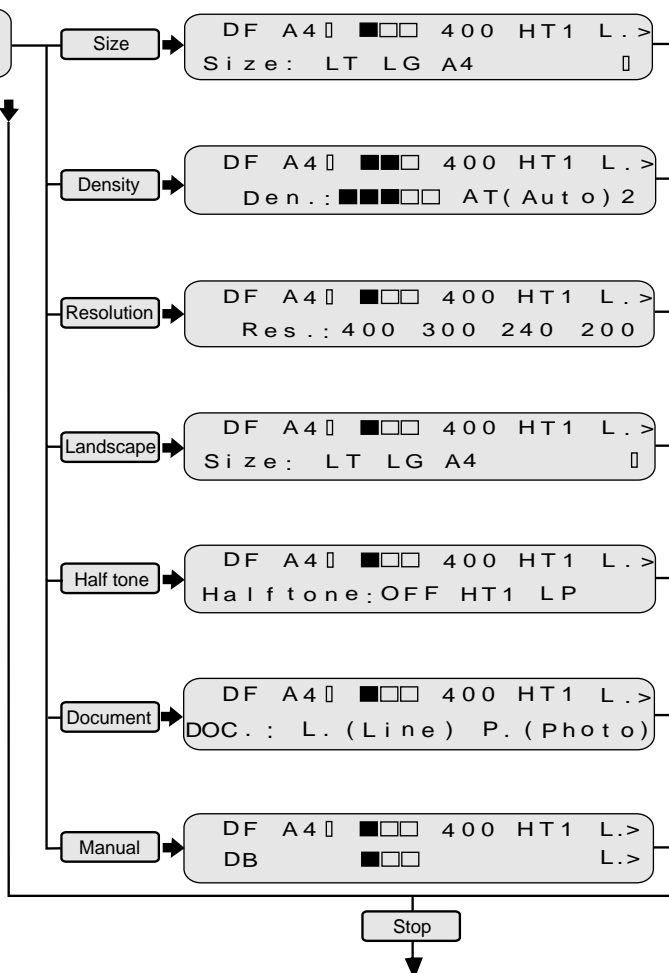 Size
DF A4▯ ■□□ 400 HT1 L.>
Size: LT LG A4 ▯
Density
DF A4▯ ■■□ 400 HT1 L.>
Den.:■■■□□ AT(Auto)2
Resolution
DF A4▯ ■□□ 400 HT1 L.>
Res.:400 300 240 200
Landscape
DF A4▯ ■□□ 400 HT1 L.>
Size: LT LG A4 ▯
Half tone
DF A4▯ ■□□ 400 HT1 L.>
Halftone:OFF HT1 LP
Document
DF A4▯ ■□□ 400 HT1 L.>
DOC.: L.(Line) P.(Photo)
Manual
DF A4▯ ■□□ 400 HT1 L.>
DB ■□□ L.>
Stop